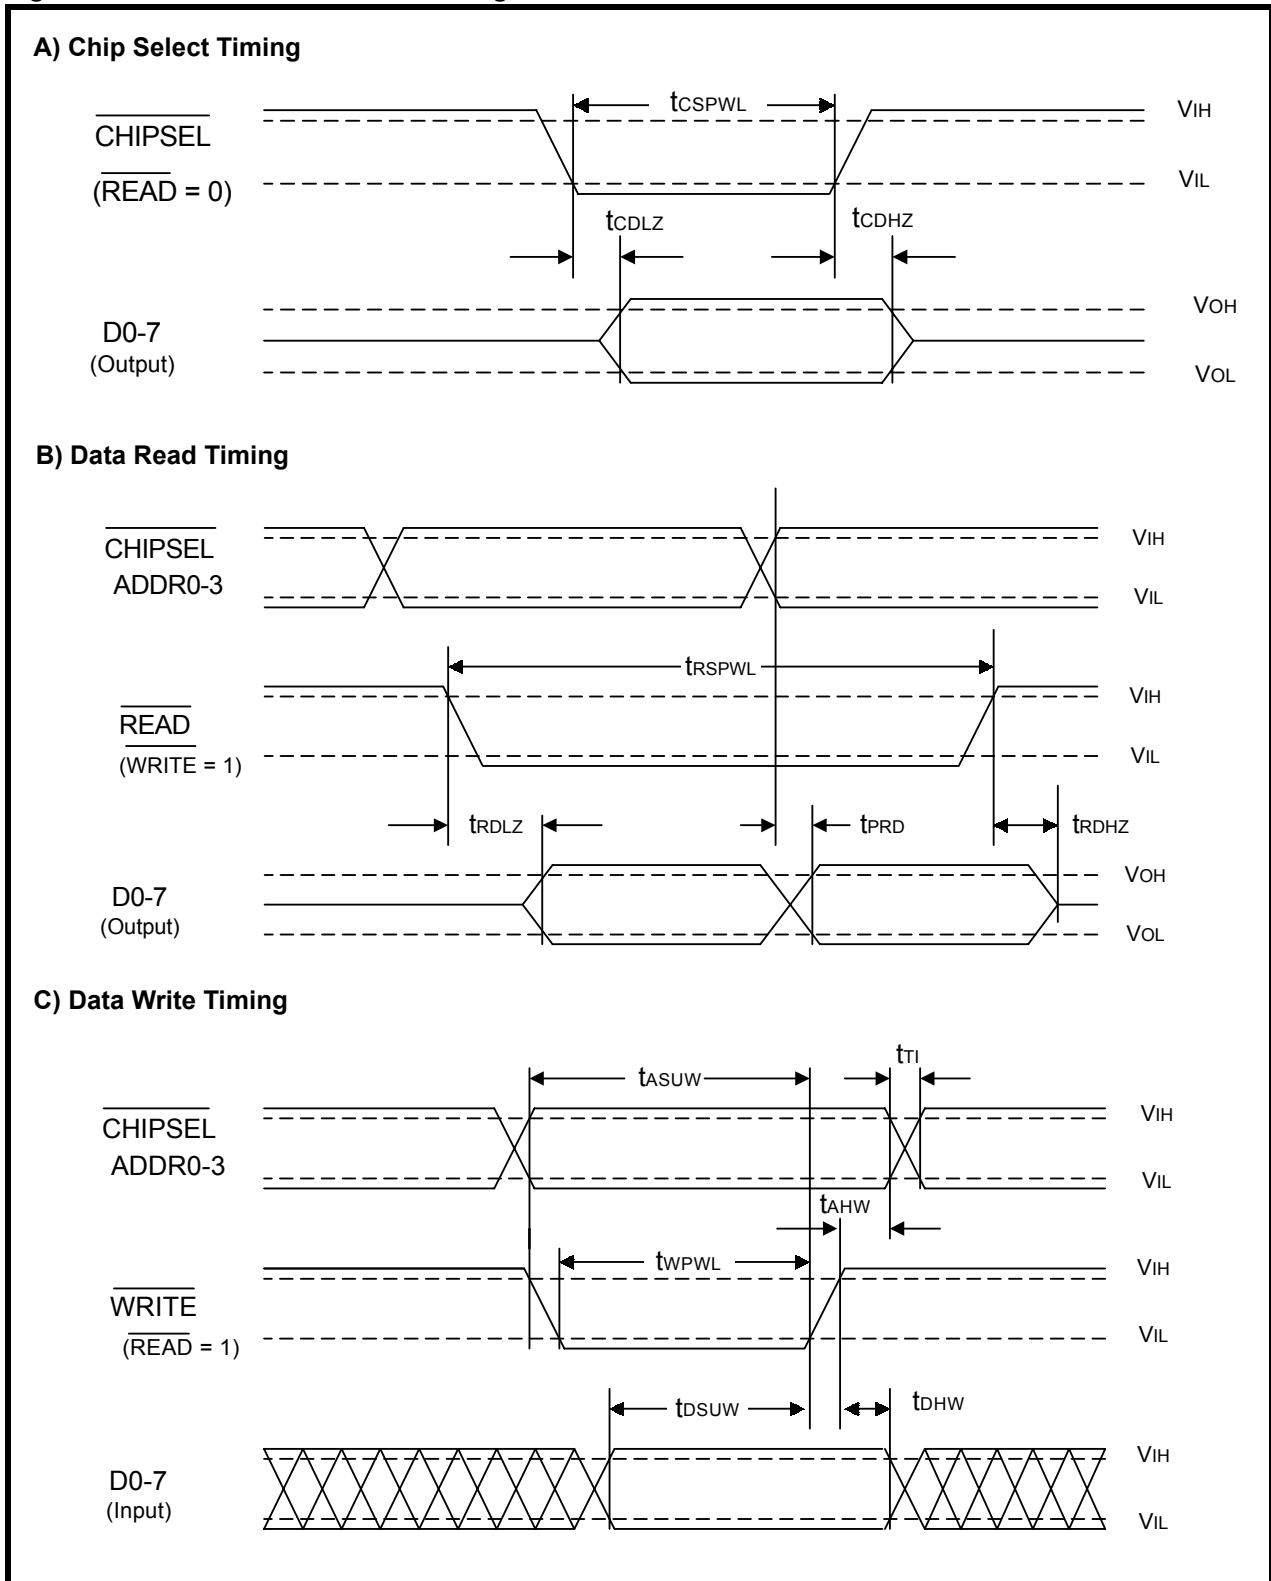 A) Chip Select Timing
tCSPWL
VIH
CHIPSEL
(READ = 0)
VIL
tCDLZ
tCDHZ
VOH
D0-7
(Output)
VOL
B) Data Read Timing
CHIPSEL
ADDR0-3
VIH
VIL
tRSPWL
READ
VIH
(WRITE = 1)
VIL
tRDLZ
tPRD
tRDHZ
D0-7
(Output)
VOH
VOL
C) Data Write Timing
tTI
tASUW
CHIPSEL
ADDR0-3
VIH
VIL
tAHW
tWPWL
VIH
WRITE
(READ = 1)
VIL
tDSUW
tDHW
D0-7
(Input)
VIH
VIL